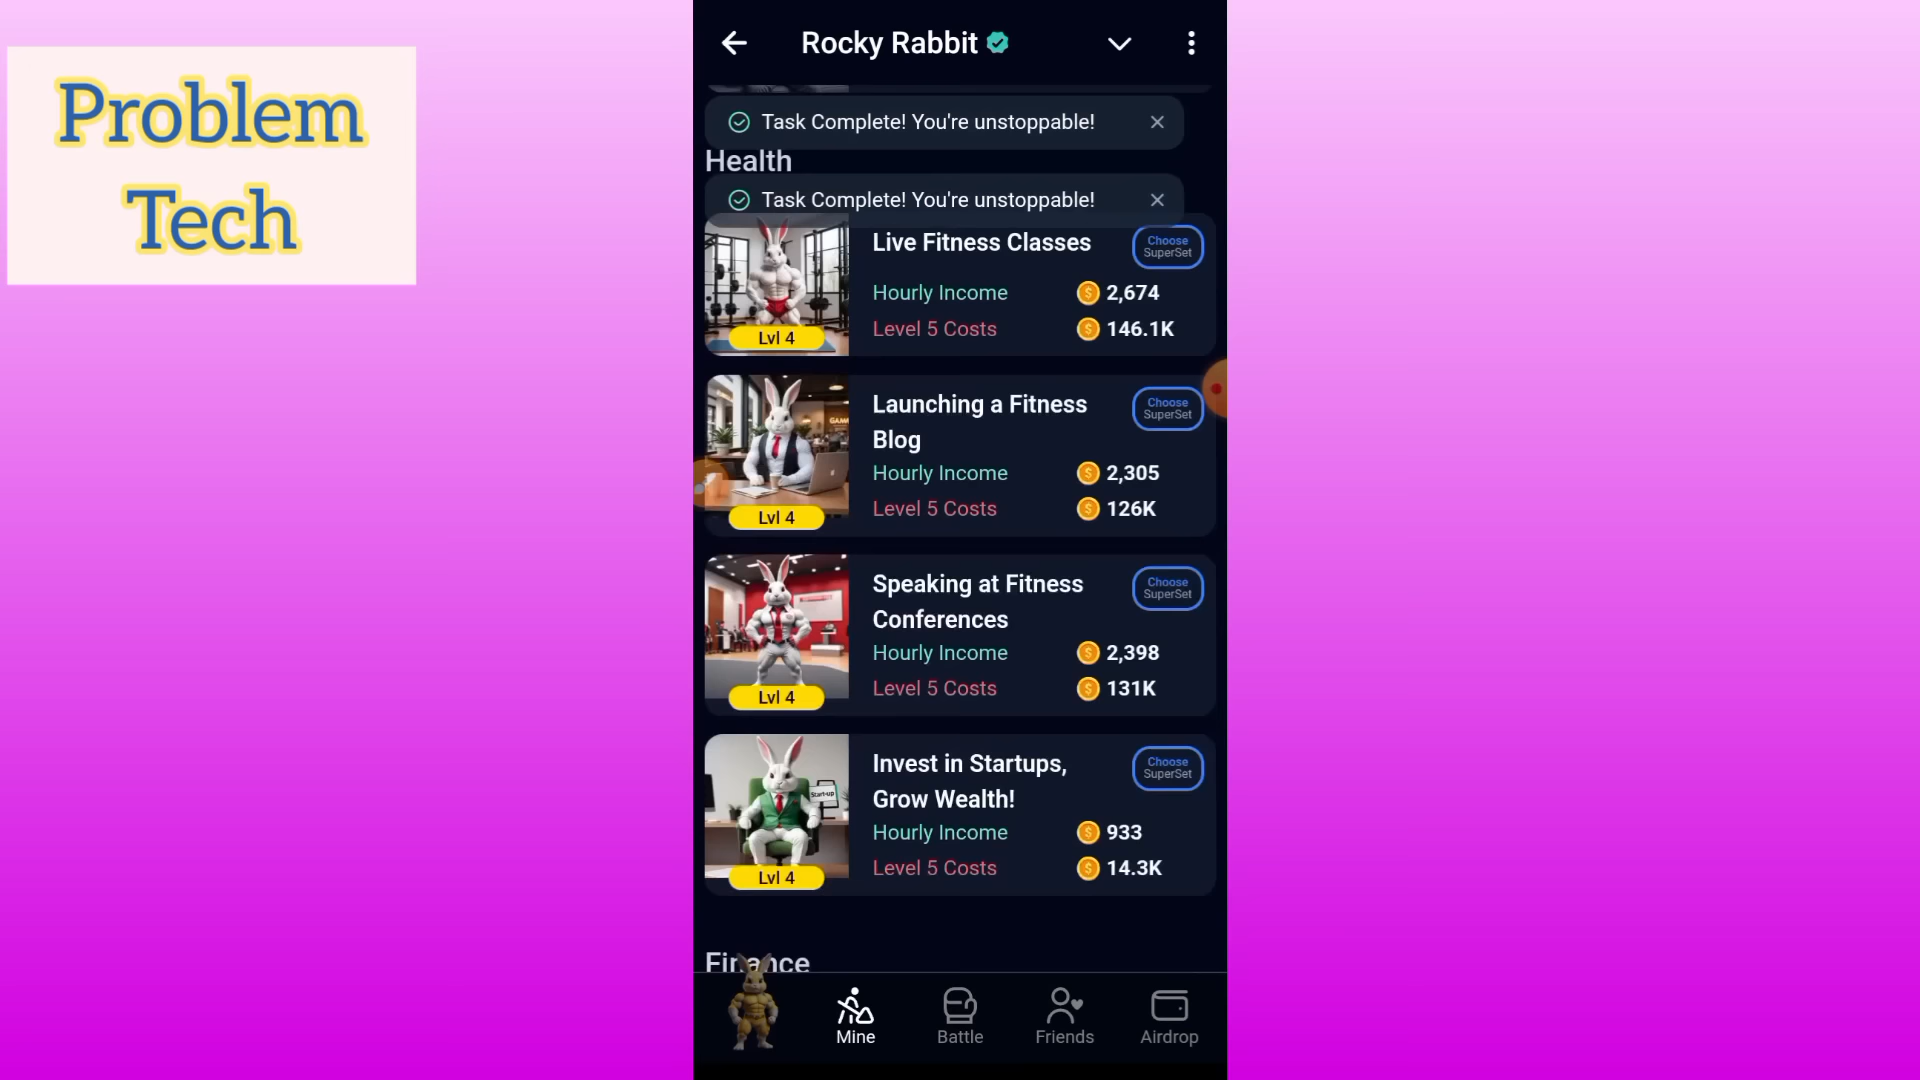 Problem
Tech
Rocky Rabbit
Task Complete! You're unstoppable!
Health
Task Complete! You're unstoppable!
Live Fitness Classes
Choose
SuperSet
Hourly Income
2,674
Level 5 Costs
146.1K
Lvl 4
Launching a Fitness
Blog
Choose
SuperSet
Hourly Income
2,305
Level 5 Costs
126K
Lvl 4
Speaking at Fitness
Conferences
Choose
SuperSet
Hourly Income
2,398
Level 5 Costs
131K
Lvl 4
Invest in Startups,
Grow Wealth!
Choose
SuperSet
Start-up
Hourly Income
933
Level 5 Costs
14.3K
Lvl 4
Finance
Mine
Battle
Friends
Airdrop